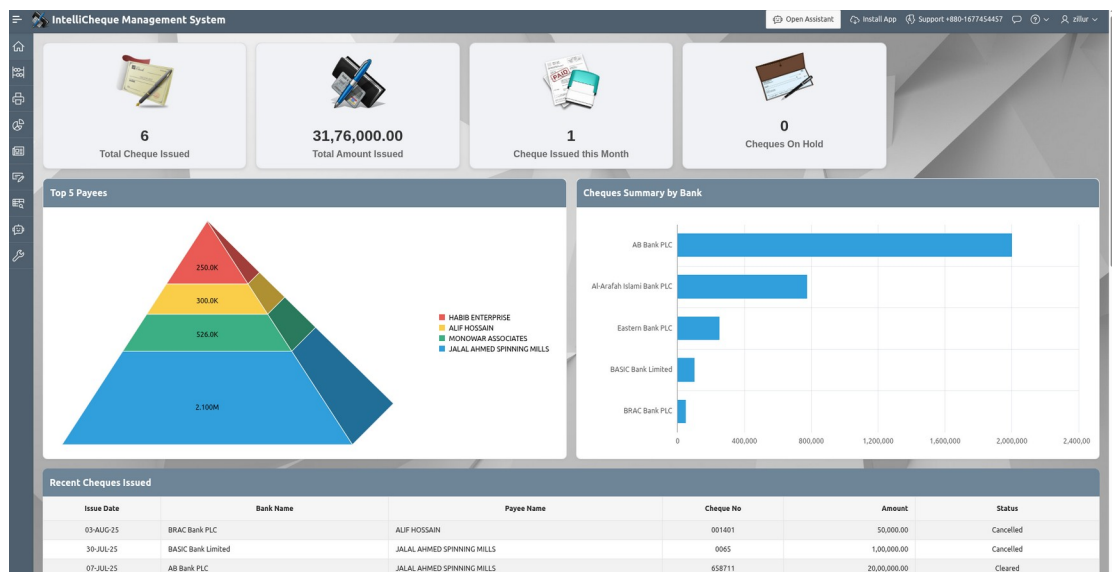 IntelliCheque Management System
Open Assistant
Install App
Support +880-1677454457
zillur
6
Total Cheque Issued
31,76,000.00
Total Amount Issued
PAID
1
Cheque Issued this Month
0
Cheques On Hold
Top 5 Payees
250.0K
300.0K
526.0K
2.100M
HABIB ENTERPRISE
ALIF HOSSAIN
MONOWAR ASSOCIATES
JALAL AHMED SPINNING MILLS
Cheques Summary by Bank
AB Bank PLC
Al-Arafah Islami Bank PLC
Eastern Bank PLC
BASIC Bank Limited
BRAC Bank PLC
0 400,000 800,000 1,200,000 1,600,000 2,000,000 2,400,00
Recent Cheques Issued
Issue Date Bank Name Payee Name Cheque No Amount Status
03-AUG-25 BRAC Bank PLC ALIF HOSSAIN 001401 50,000.00 Cancelled
30-JUL-25 BASIC Bank Limited JALAL AHMED SPINNING MILLS 0065 1,00,000.00 Cancelled
07-JUL-25 AB Bank PLC JALAL AHMED SPINNING MILLS 658711 20,00,000.00 Cleared